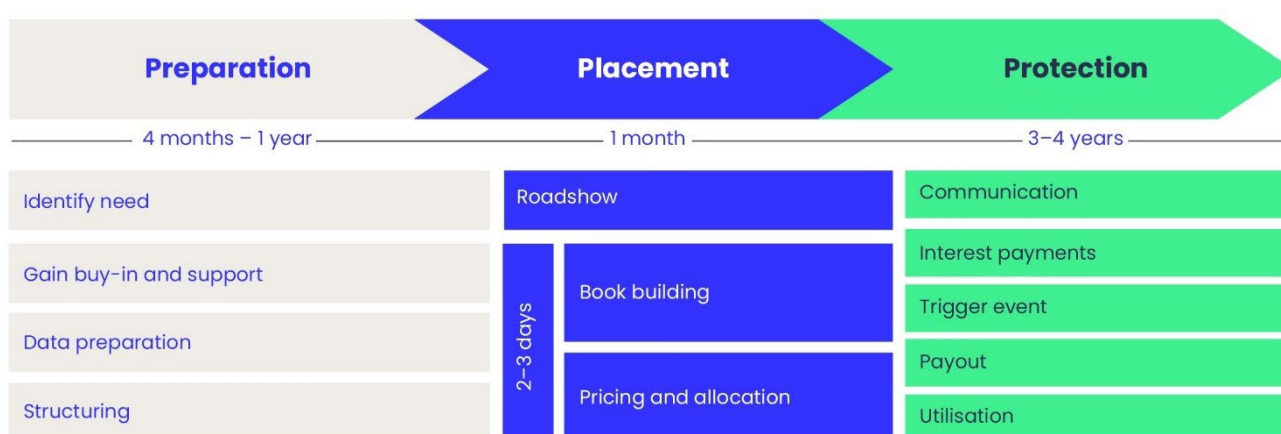 Preparation
Placement
Protection
4 months – 1 year
1 month
3–4 years
Identify need
Gain buy-in and support
Data preparation
Structuring
Roadshow
2–3 days
Book building
Pricing and allocation
Communication
Interest payments
Trigger event
Payout
Utilisation